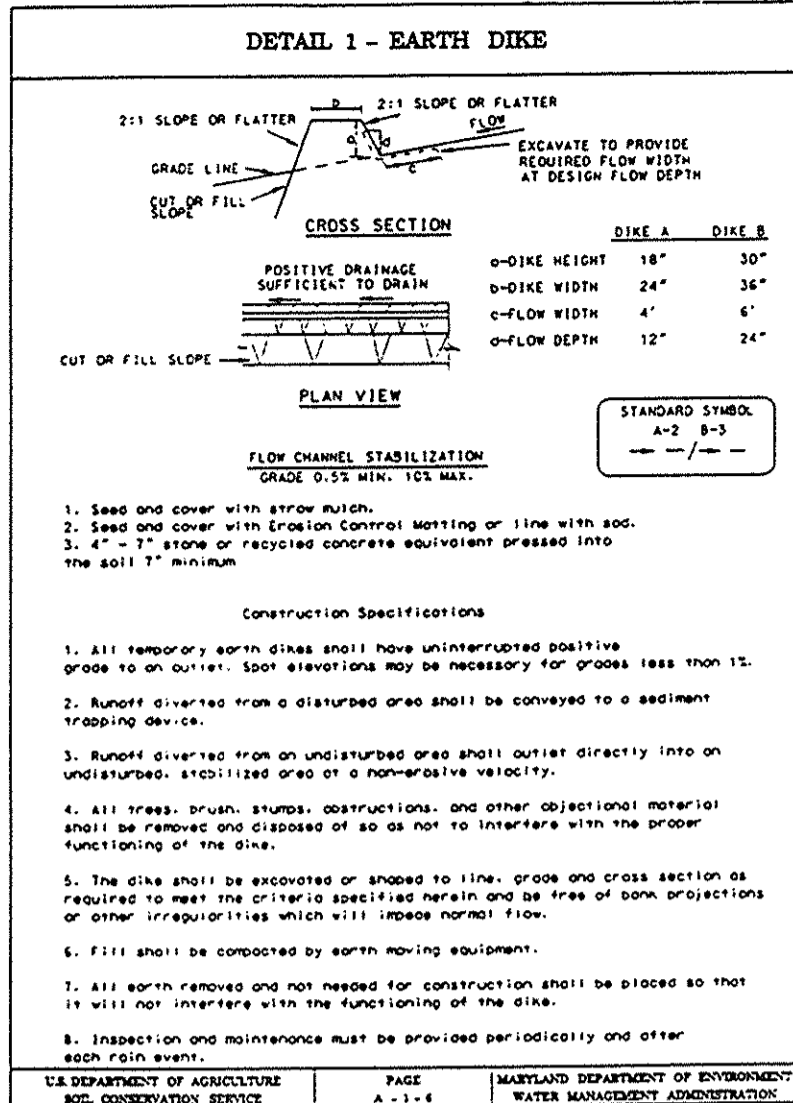 DETAIL 1 - EARTH DIKE
b
2:1 SLOPE OR FLATTER
2:1 SLOPE OR FLATTER
FLOW
a
d
c
GRADE LINE
CUT OR FILL
SLOPE
EXCAVATE TO PROVIDE
REQUIRED FLOW WIDTH
AT DESIGN FLOW DEPTH
CROSS SECTION
DIKE A DIKE B
a-DIKE HEIGHT 18" 30"
b-DIKE WIDTH 24" 36"
c-FLOW WIDTH 4' 6'
d-FLOW DEPTH 12" 24"
POSITIVE DRAINAGE
SUFFICIENT TO DRAIN
CUT OR FILL SLOPE
PLAN VIEW
STANDARD SYMBOL
A-2 B-3
/
FLOW CHANNEL STABILIZATION
GRADE 0.5% MIN. 10% MAX.
1. Seed and cover with straw mulch.
2. Seed and cover with Erosion Control Matting or line with sod.
3. 4" - 7" stone or recycled concrete equivalent pressed into
the soil 7" minimum
Construction Specifications
1. All temporary earth dikes shall have uninterrupted positive
grade to an outlet. Spot elevations may be necessary for grades less than 1%.
2. Runoff diverted from a disturbed area shall be conveyed to a sediment
trapping device.
3. Runoff diverted from an undisturbed area shall outlet directly into an
undisturbed, stabilized area at a non-erosive velocity.
4. All trees, brush, stumps, obstructions, and other objectional material
shall be removed and disposed of so as not to interfere with the proper
functioning of the dike.
5. The dike shall be excavated or shaped to line, grade and cross section as
required to meet the criteria specified herein and be free of bank projections
or other irregularities which will impede normal flow.
6. Fill shall be compacted by earth moving equipment.
7. All earth removed and not needed for construction shall be placed so that
it will not interfere with the functioning of the dike.
8. Inspection and maintenance must be provided periodically and after
each rain event.
U.S. DEPARTMENT OF AGRICULTURE
SOIL CONSERVATION SERVICE
PAGE
A - 1 - 6
MARYLAND DEPARTMENT OF ENVIRONMENT
WATER MANAGEMENT ADMINISTRATION